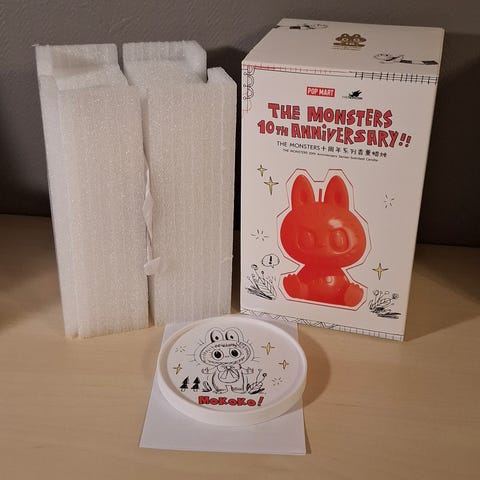 POP MART
THE MONSTERS
10TH ANNIVERSARY!!
THE MONSTERS十周年系列香薰蜡烛
THE MONSTERS 10th Anniversary Series-Scented Candle
MOKOKO!